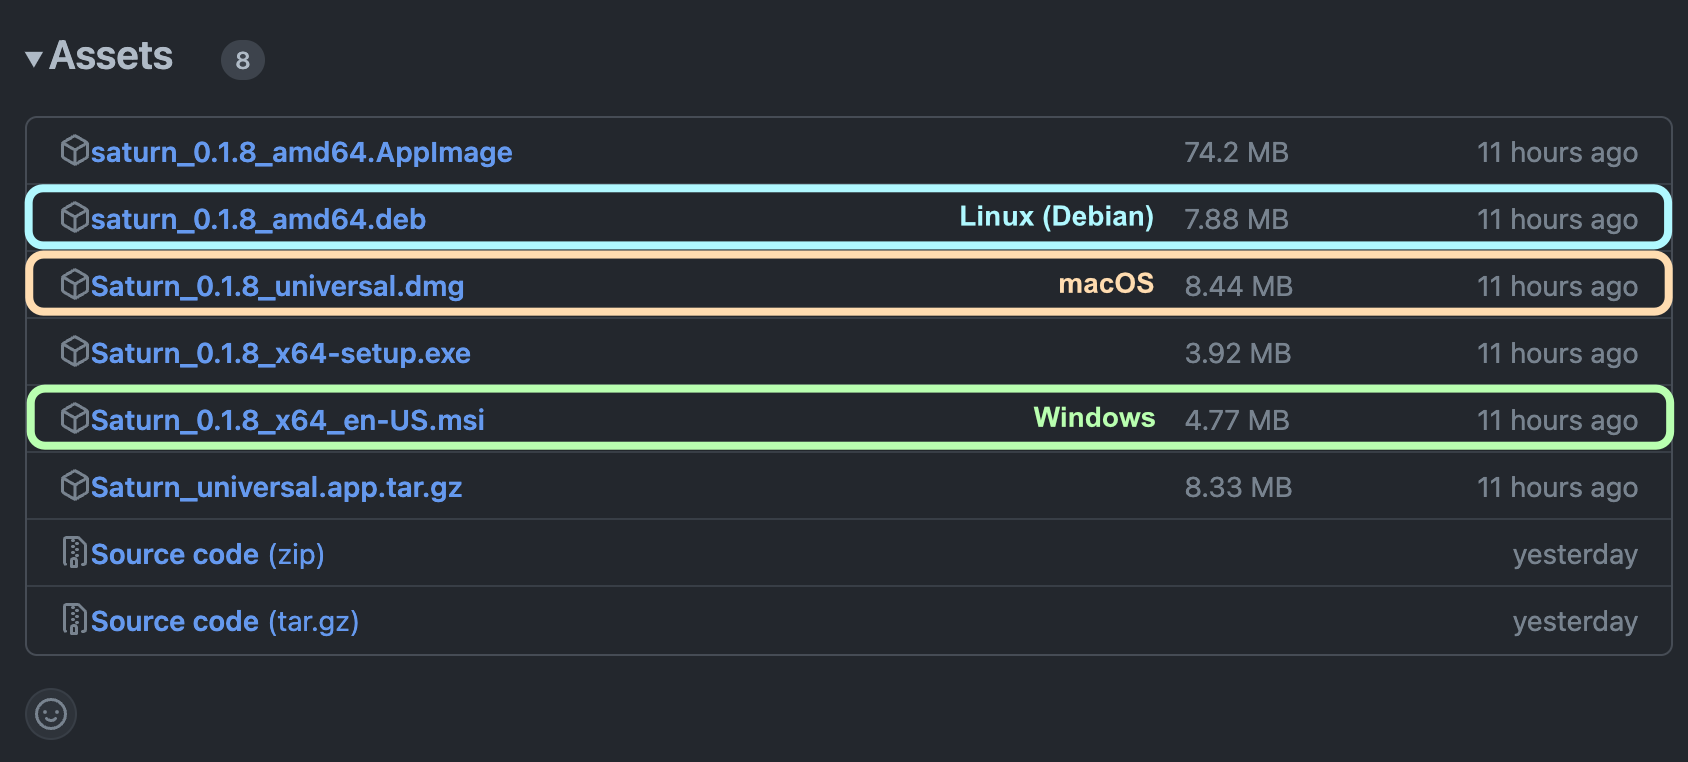 Assets 8
saturn_0.1.8_amd64.AppImage 74.2 MB 11 hours ago
saturn_0.1.8_amd64.deb Linux (Debian) 7.88 MB 11 hours ago
Saturn_0.1.8_universal.dmg macOS 8.44 MB 11 hours ago
Saturn_0.1.8_x64-setup.exe 3.92 MB 11 hours ago
Saturn_0.1.8_x64_en-US.msi Windows 4.77 MB 11 hours ago
Saturn_universal.app.tar.gz 8.33 MB 11 hours ago
Source code (zip) yesterday
Source code (tar.gz) yesterday